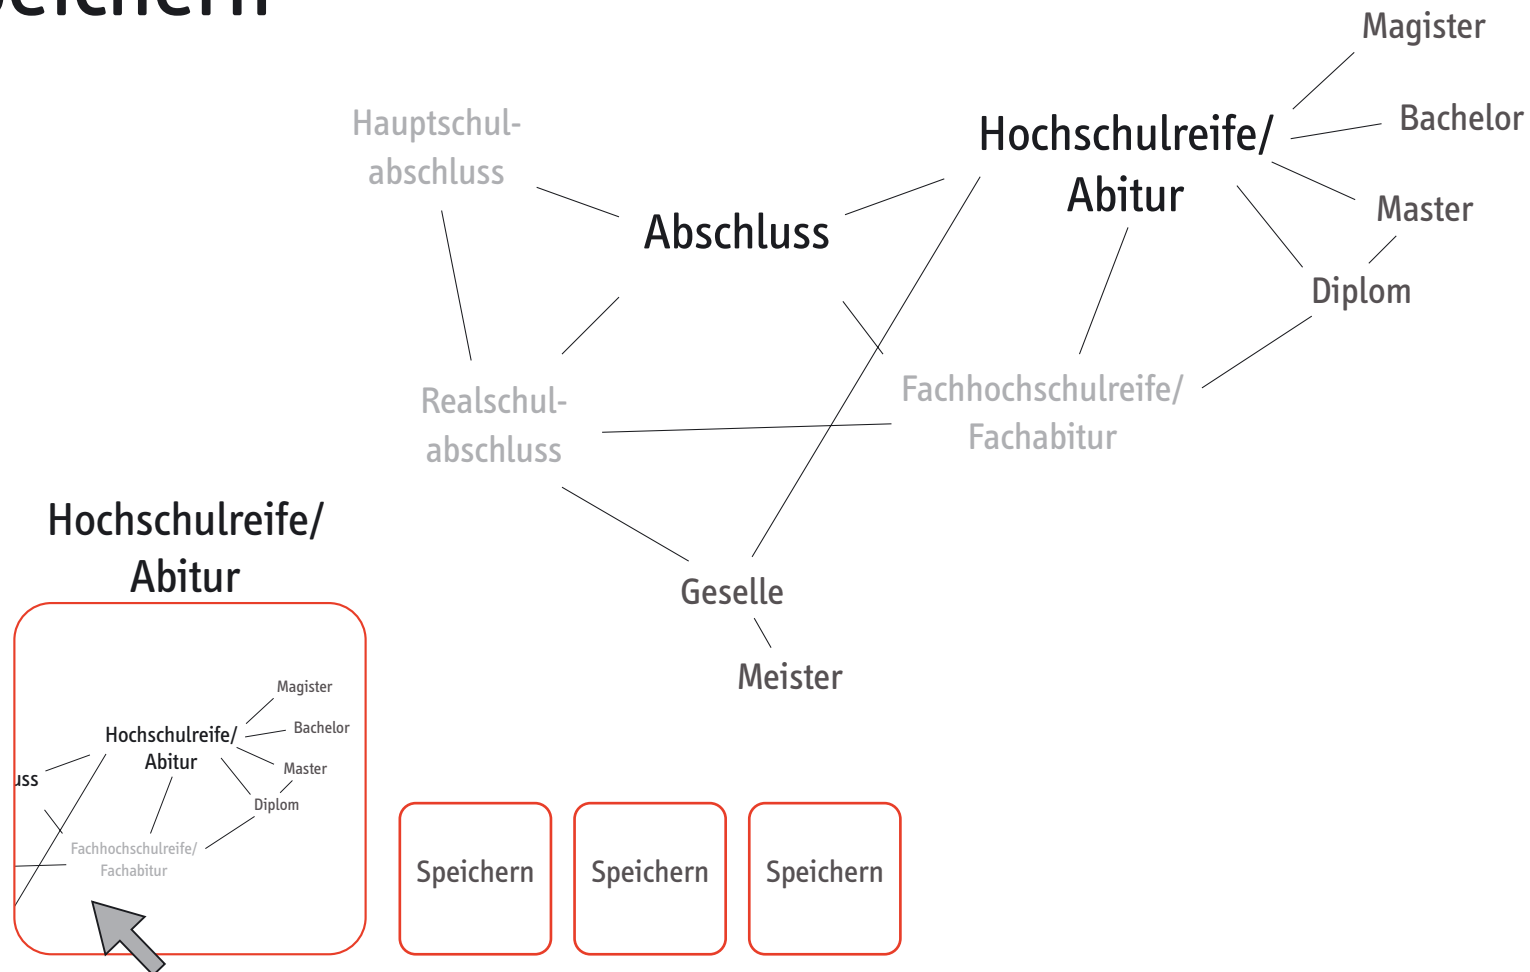 Magister
Bachelor
Hauptschul-
abschluss
Hochschulreife/
Abitur
Master
Abschluss
Diplom
Realschul-
abschluss
Fachhochschulreife/
Fachabitur
Geselle
Meister
Hochschulreife/
Abitur
Magister
Bachelor
Hochschulreife/
Abitur
Master
uss
Diplom
Fachhochschulreife/
Fachabitur
Speichern
Speichern
Speichern